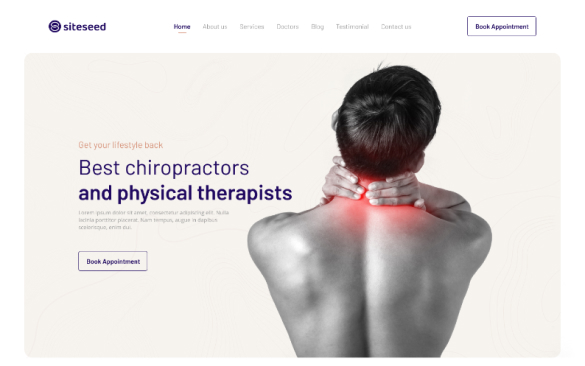 siteseed
Home About us Services Doctors Blog Testimonial Contact us
Book Appointment
Get your lifestyle back
Best chiropractors
and physical therapists
Lorem ipsum dolor sit amet, consectetur adipiscing elit. Nulla
lacinia porttitor placerat. Nam tempus, augue in dapibus
scelerisque, enim dui.
Book Appointment